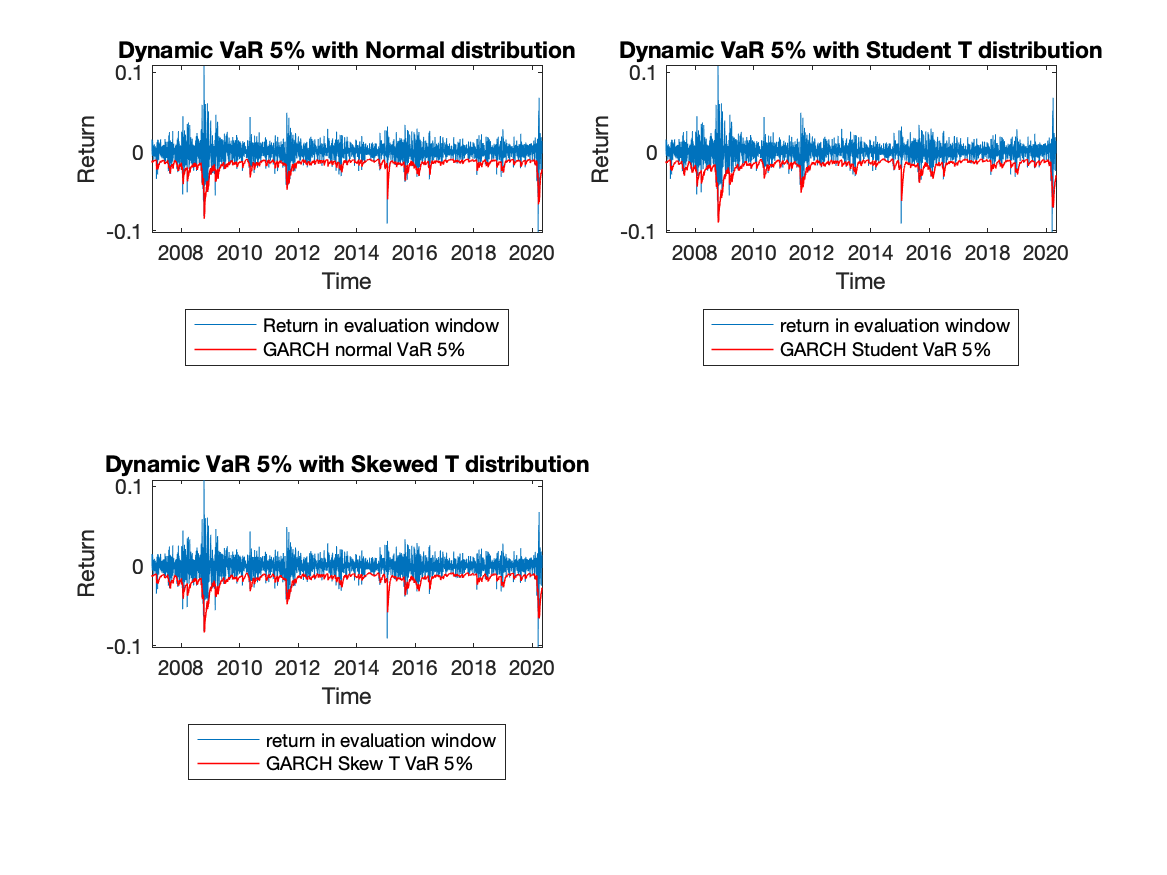 Dynamic VaR 5% with Normal distribution
0.1
0
-0.1
Return
2008 2010 2012 2014 2016 2018 2020
Time
Return in evaluation window
GARCH normal VaR 5%
Dynamic VaR 5% with Student T distribution
0.1
0
-0.1
Return
2008 2010 2012 2014 2016 2018 2020
Time
return in evaluation window
GARCH Student VaR 5%
Dynamic VaR 5% with Skewed T distribution
0.1
0
-0.1
Return
2008 2010 2012 2014 2016 2018 2020
Time
return in evaluation window
GARCH Skew T VaR 5%